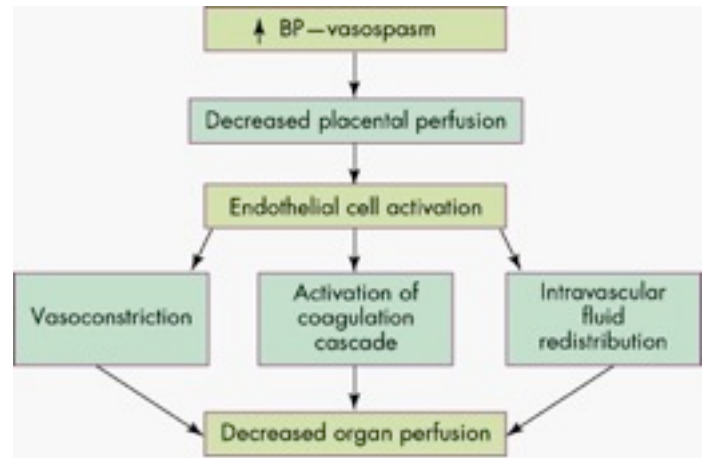 ↑ BP—vasospasm
Decreased placental perfusion
Endothelial cell activation
Vasoconstriction
Activation of
coagulation
cascade
Intravascular
fluid
redistribution
Decreased organ perfusion